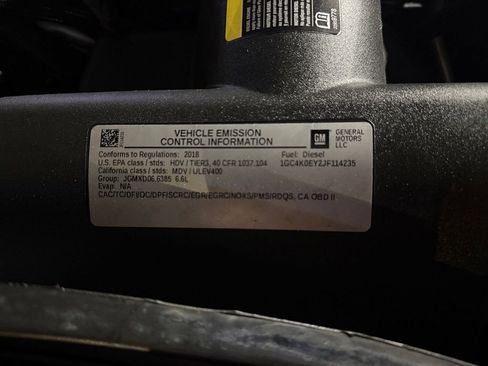 VEHICLE EMISSION
CONTROL INFORMATION
GM
GENERAL
MOTORS
LLC
Conforms to Regulations: 2018
Fuel: Diesel
U.S. EPA class / stds: HDV / TIER3, 40 CFR 1037.104
1GC4K0EY2JF114235
California class / stds: MDV / ULEV400
Group: JGMXD06.6385 6.6L
Evap: N/A
CAC/TC/DFI/OC/DPF/SCRC/EGR/EGRC/NOXS/PMS/RDQS, CA OBD II